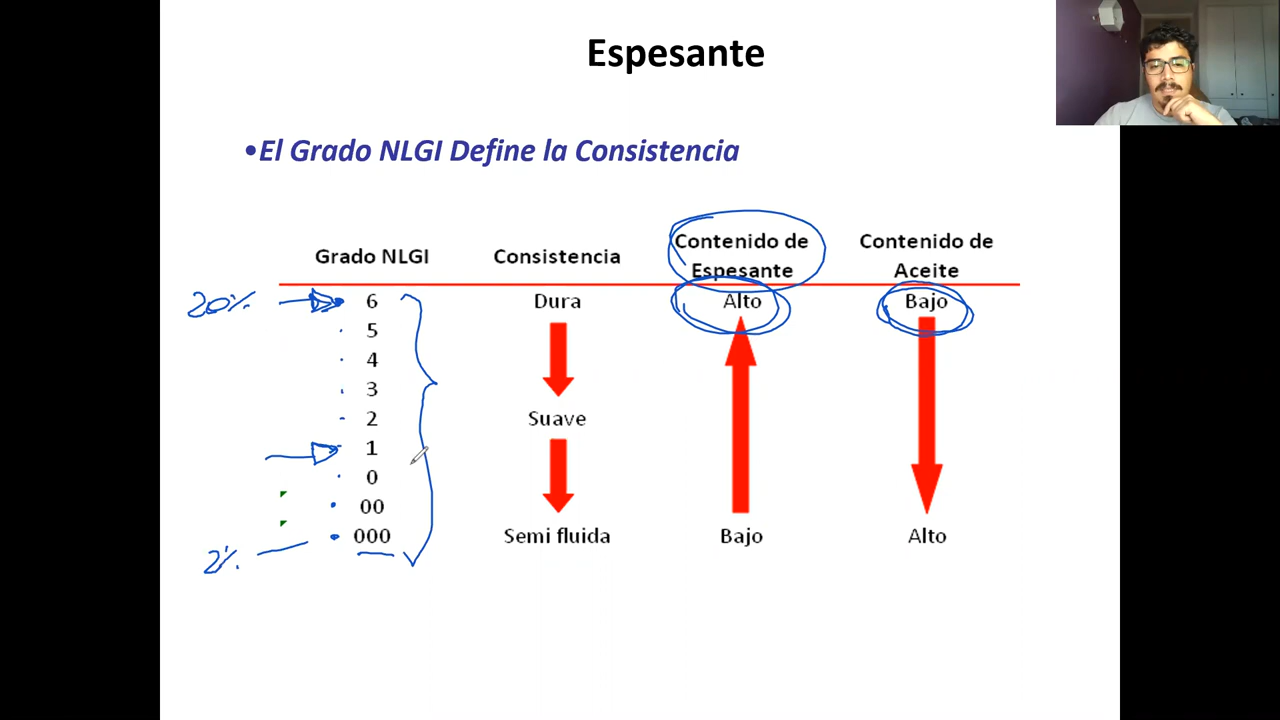 Espesante
•El Grado NLGI Define la Consistencia
Grado NLGI Consistencia Contenido de Espesante Contenido de Aceite
20% 6 Dura Alto Bajo
5
4
3
2 Suave
1
0
00
000 Semi fluida Bajo Alto
2%